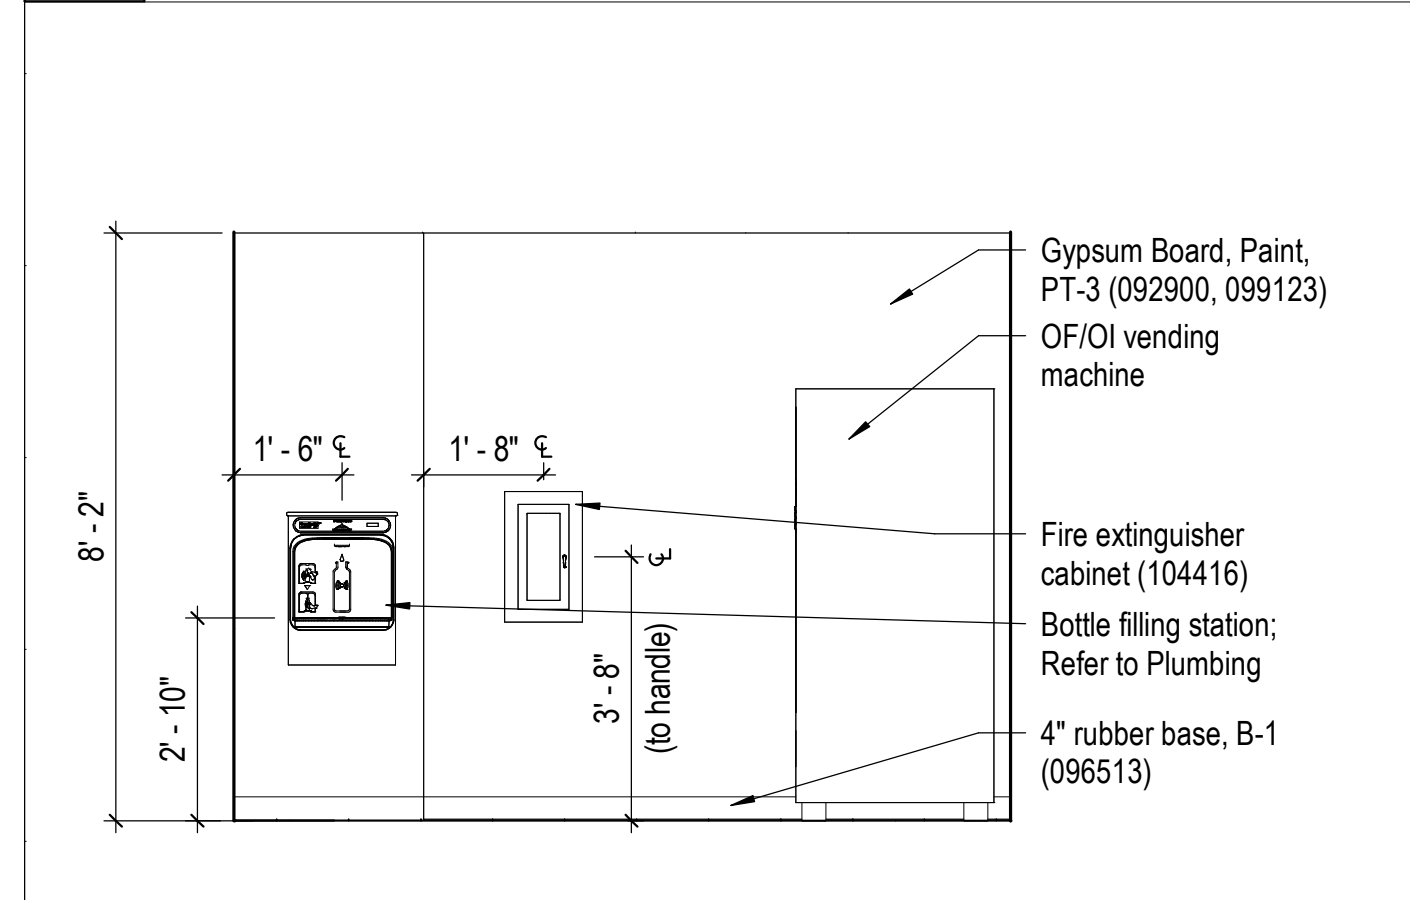 Gypsum Board, Paint,
PT-3 (092900, 099123)
OF/OI vending
machine
1' - 6" ℄
1' - 8" ℄
8' - 2"
Fire extinguisher
cabinet (104416)
℄
Bottle filling station;
Refer to Plumbing
3' - 8"
(to handle)
2' - 10"
4" rubber base, B-1
(096513)